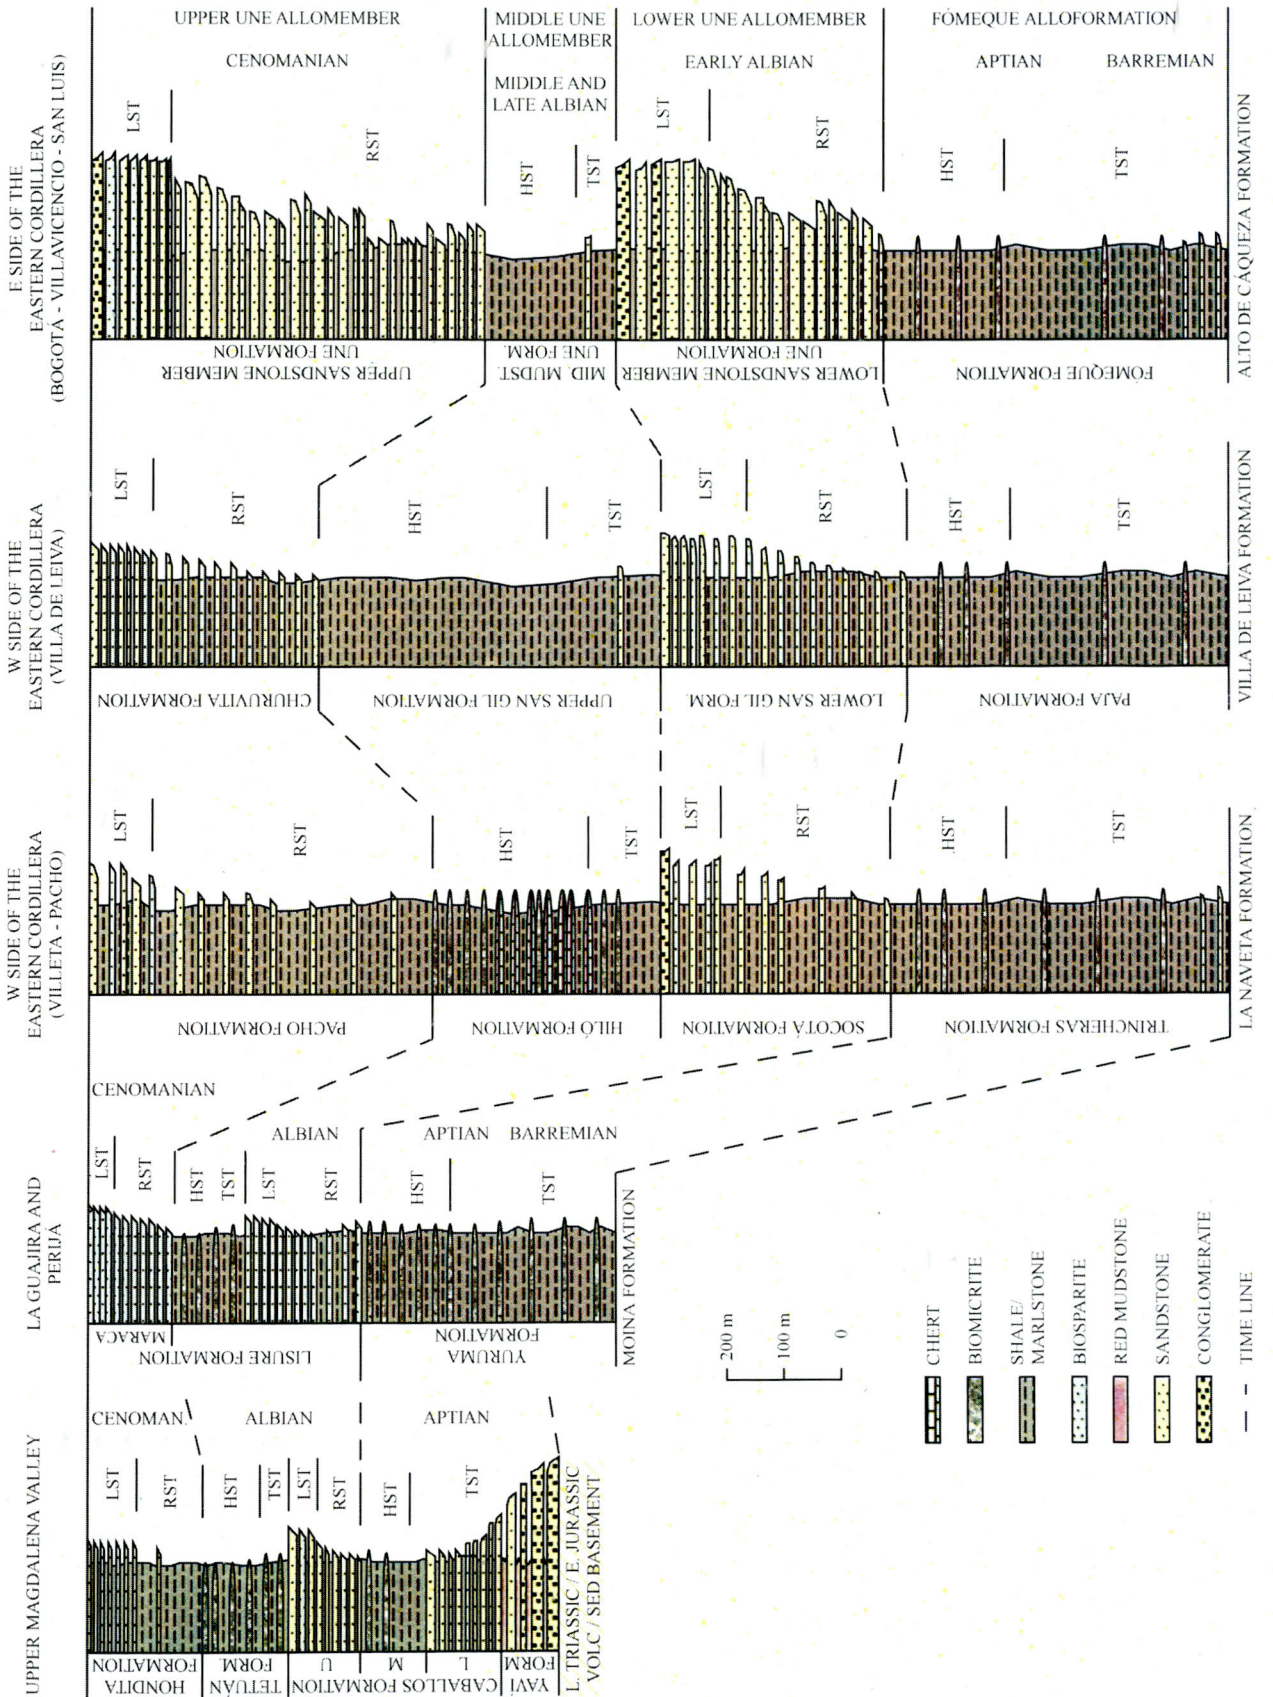 UPPER MAGDALENA VALLEY
CENOMAN.
ALBIAN
APTIAN
LST
RST
HST
TST
LST
RST
HST
TST
HONDITA
FORMATION
TETUÁN
FORM.
U
M
L
CABALLOS FORMATION
YAVÍ
FORM
L. TRIASSIC / E. JURASSIC
VOLC / SED BASEMENT
LA GUAJIRA AND
PERIJÁ
CENOMANIAN
ALBIAN
APTIAN
BARREMIAN
LST
RST
HST
TST
LST
RST
HST
TST
MARACA
LISURE FORMATION
YURUMA
FORMATION
MOINA FORMATION
W SIDE OF THE
EASTERN CORDILLERA
(VILLETA - PACHO)
LST
RST
HST
TST
LST
RST
HST
TST
PACHO FORMATION
HILÓ FORMATION
SOCOTÁ FORMATION
TRINCHERAS FORMATION
LA NAVETA FORMATION
W SIDE OF THE
EASTERN CORDILLERA
(VILLA DE LEIVA)
LST
RST
HST
TST
LST
RST
HST
TST
CHURUVITA FORMATION
UPPER SAN GIL FORMATION
LOWER SAN GIL FORM.
PAJA FORMATION
VILLA DE LEIVA FORMATION
E SIDE OF THE
EASTERN CORDILLERA
(BOGOTÁ - VILLAVICENCIO - SAN LUIS)
UPPER UNE ALLOMEMBER
CENOMANIAN
MIDDLE UNE
ALLOMEMBER
MIDDLE AND
LATE ALBIAN
LOWER UNE ALLOMEMBER
EARLY ALBIAN
FÓMEQUE ALLOFORMATION
APTIAN
BARREMIAN
LST
RST
HST
TST
LST
RST
HST
TST
UPPER SANDSTONE MEMBER
UNE FORMATION
MID. MUDST.
UNE FORM.
LOWER SANDSTONE MEMBER
UNE FORMATION
FÓMEQUE FORMATION
ALTO DE CÁQUEZA FORMATION
200 m
100 m
0
CHERT
BIOMICRITE
SHALE/
MARLSTONE
BIOSPARITE
RED MUDSTONE
SANDSTONE
CONGLOMERATE
TIME LINE